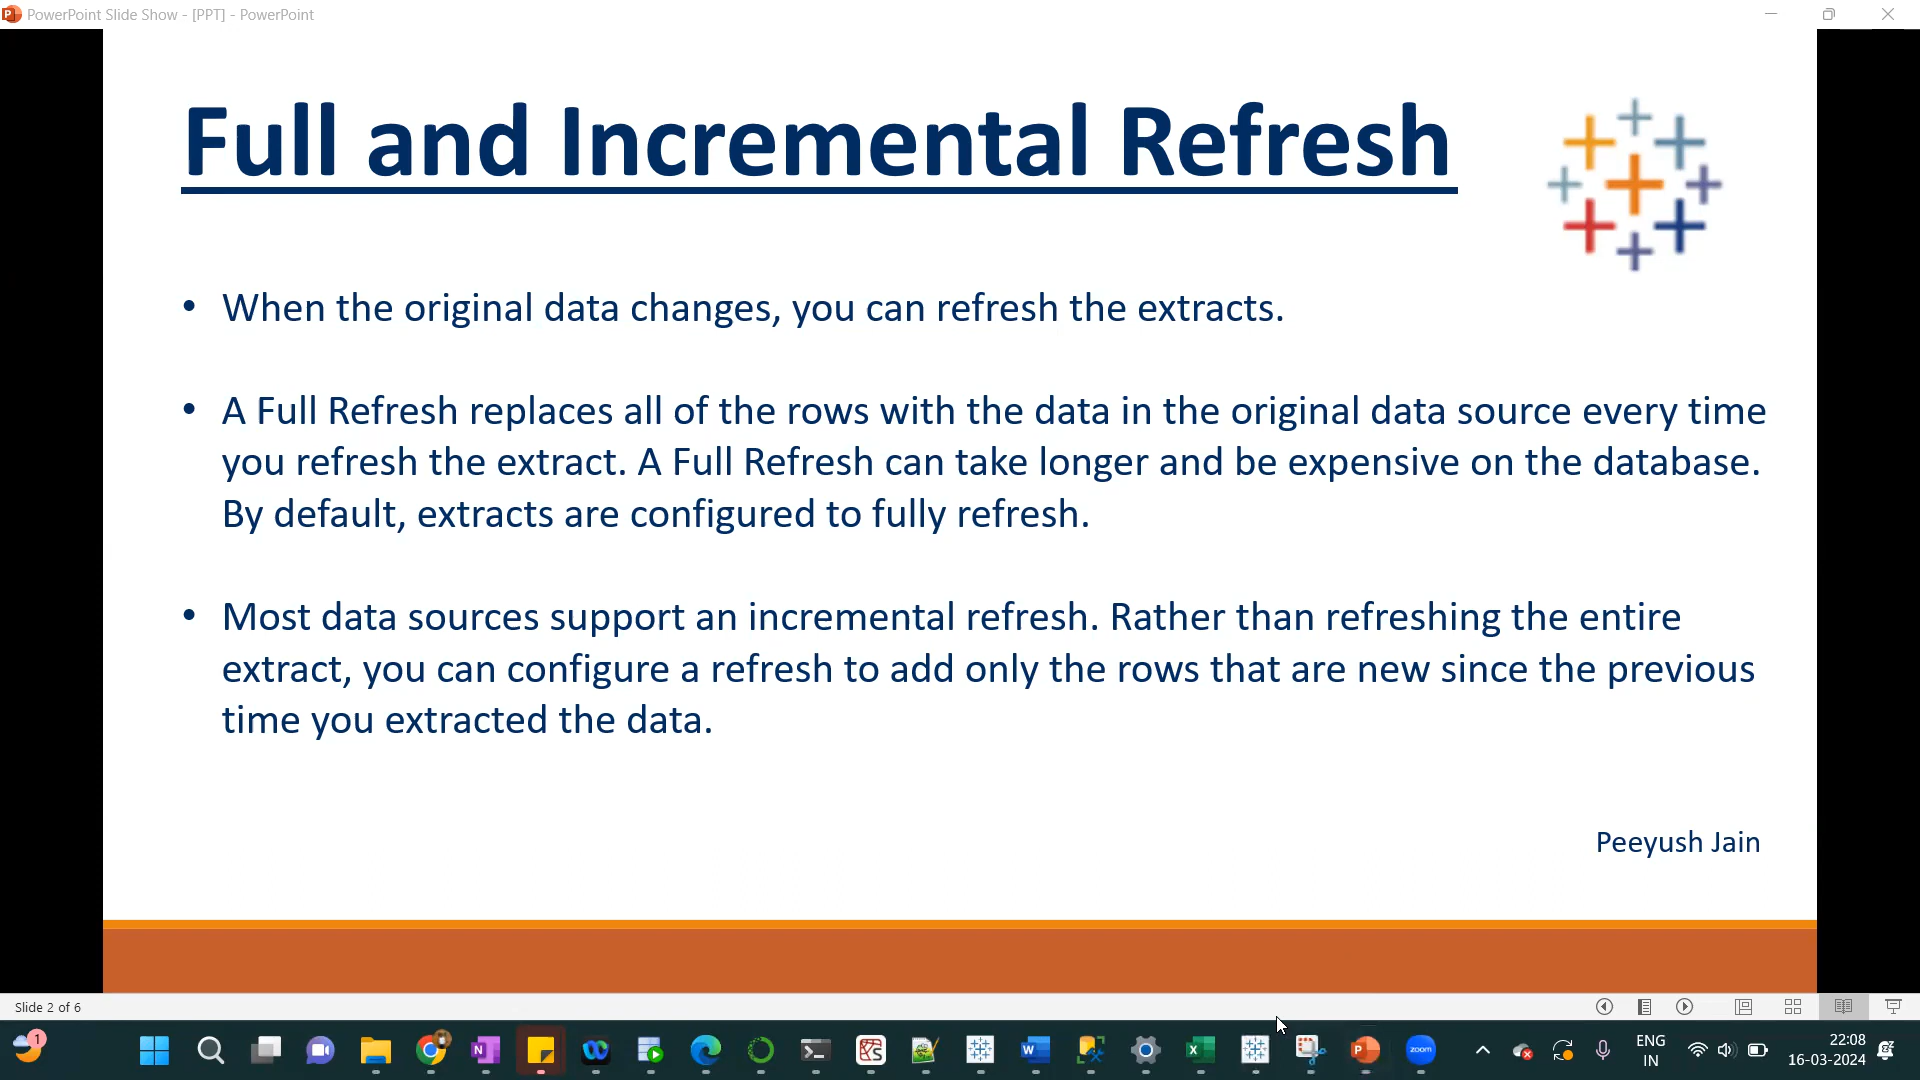 PowerPoint Slide Show - [PPT] - PowerPoint
Full and Incremental Refresh
• When the original data changes, you can refresh the extracts.
• A Full Refresh replaces all of the rows with the data in the original data source every time
you refresh the extract. A Full Refresh can take longer and be expensive on the database.
By default, extracts are configured to fully refresh.
• Most data sources support an incremental refresh. Rather than refreshing the entire
extract, you can configure a refresh to add only the rows that are new since the previous
time you extracted the data.
Peeyush Jain
Slide 2 of 6
1
zoom
ENG
IN
22:08
16-03-2024